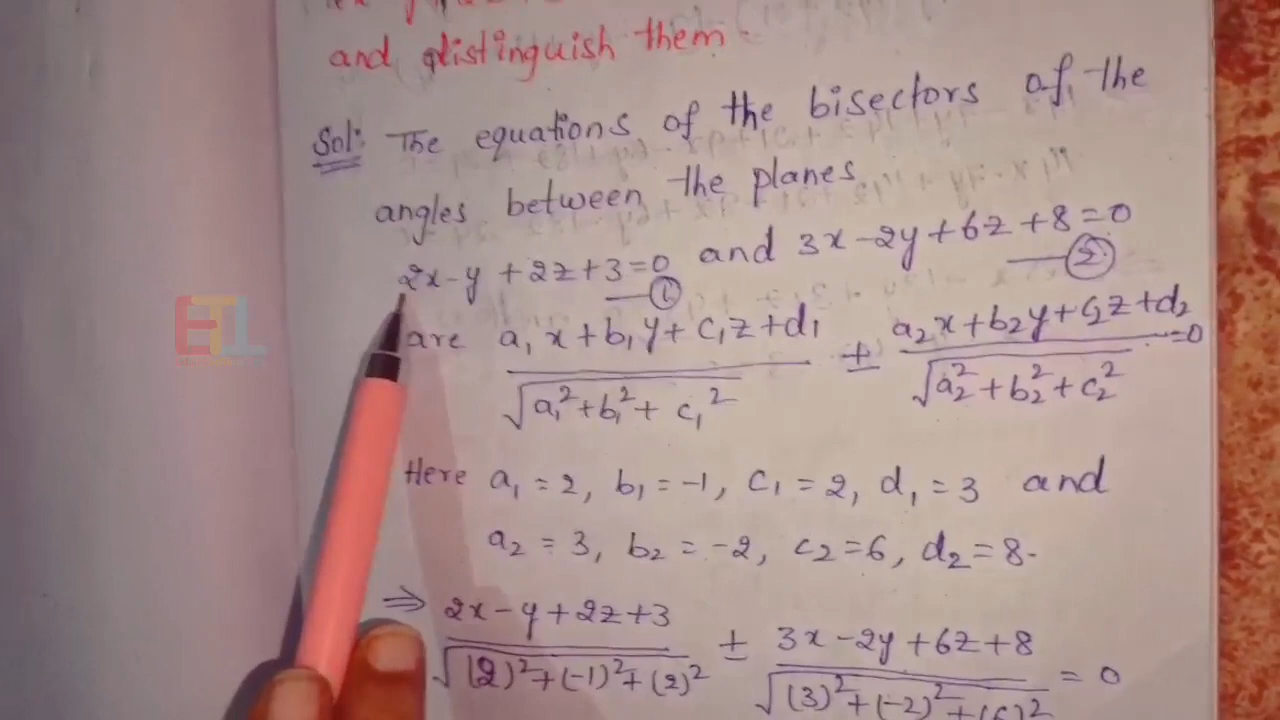 and distinguish them.
Sol: The equations of the bisectors of the
angles between the planes
2x-y+2z+3=0 and 3x-2y+6z+8=0
—① —②
are a₁x+b₁y+c₁z+d₁ / √a₁²+b₁²+c₁² ± a₂x+b₂y+c₂z+d₂ / √a₂²+b₂²+c₂² =0
Here a₁=2, b₁=-1, c₁=2, d₁=3 and
a₂=3, b₂=-2, c₂=6, d₂=8.
⇒ 2x-y+2z+3 / √(2)²+(-1)²+(2)² ± 3x-2y+6z+8 / √(3)²+(-2)²+(6)² = 0
ETL